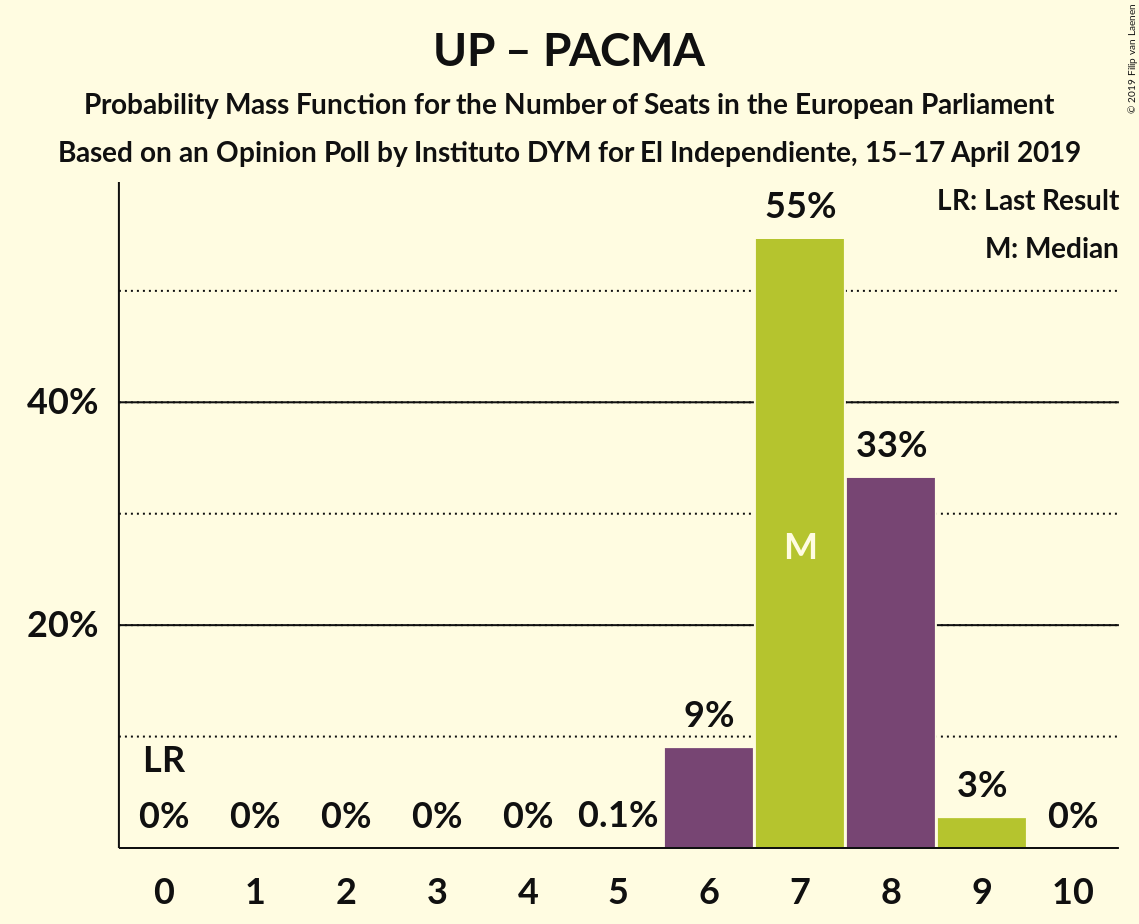 UP – PACMA
Probability Mass Function for the Number of Seats in the European Parliament
Based on an Opinion Poll by Instituto DYM for El Independiente, 15–17 April 2019
© 2019 Filip van Laenen
LR: Last Result
M: Median
55%
40%
33%
M
20%
9%
LR
3%
0% 0% 0% 0% 0% 0.1% 0%
0 1 2 3 4 5 6 7 8 9 10